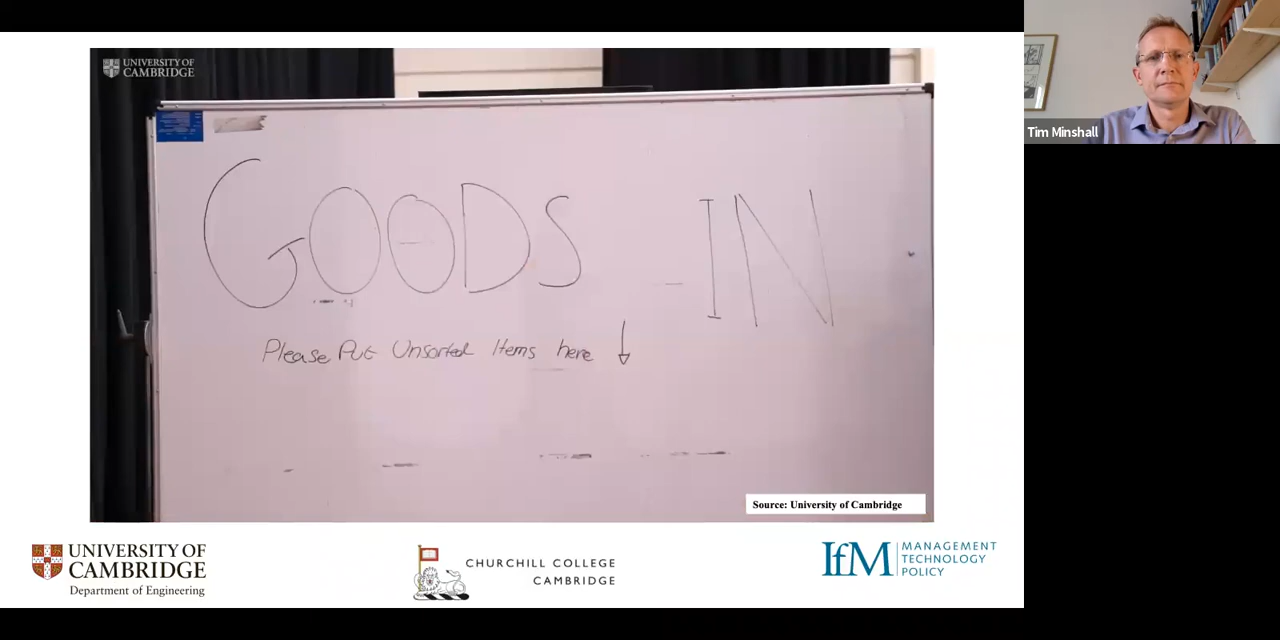 UNIVERSITY OF
CAMBRIDGE
GOODS - IN
Please Put Unsorted Items here ↓
Source: University of Cambridge
UNIVERSITY OF
CAMBRIDGE
Department of Engineering
CHURCHILL COLLEGE
CAMBRIDGE
IfM MANAGEMENT
TECHNOLOGY
POLICY
Tim Minshall